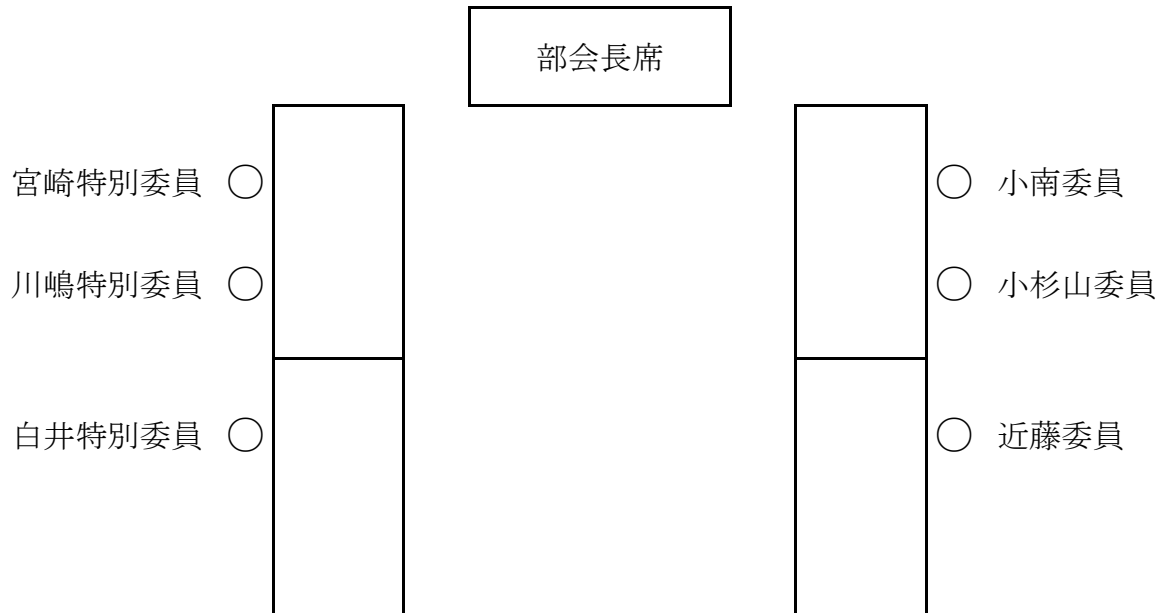 部会長席
宮崎特別委員 ○
○ 小南委員
川嶋特別委員 ○
○ 小杉山委員
白井特別委員 ○
○ 近藤委員